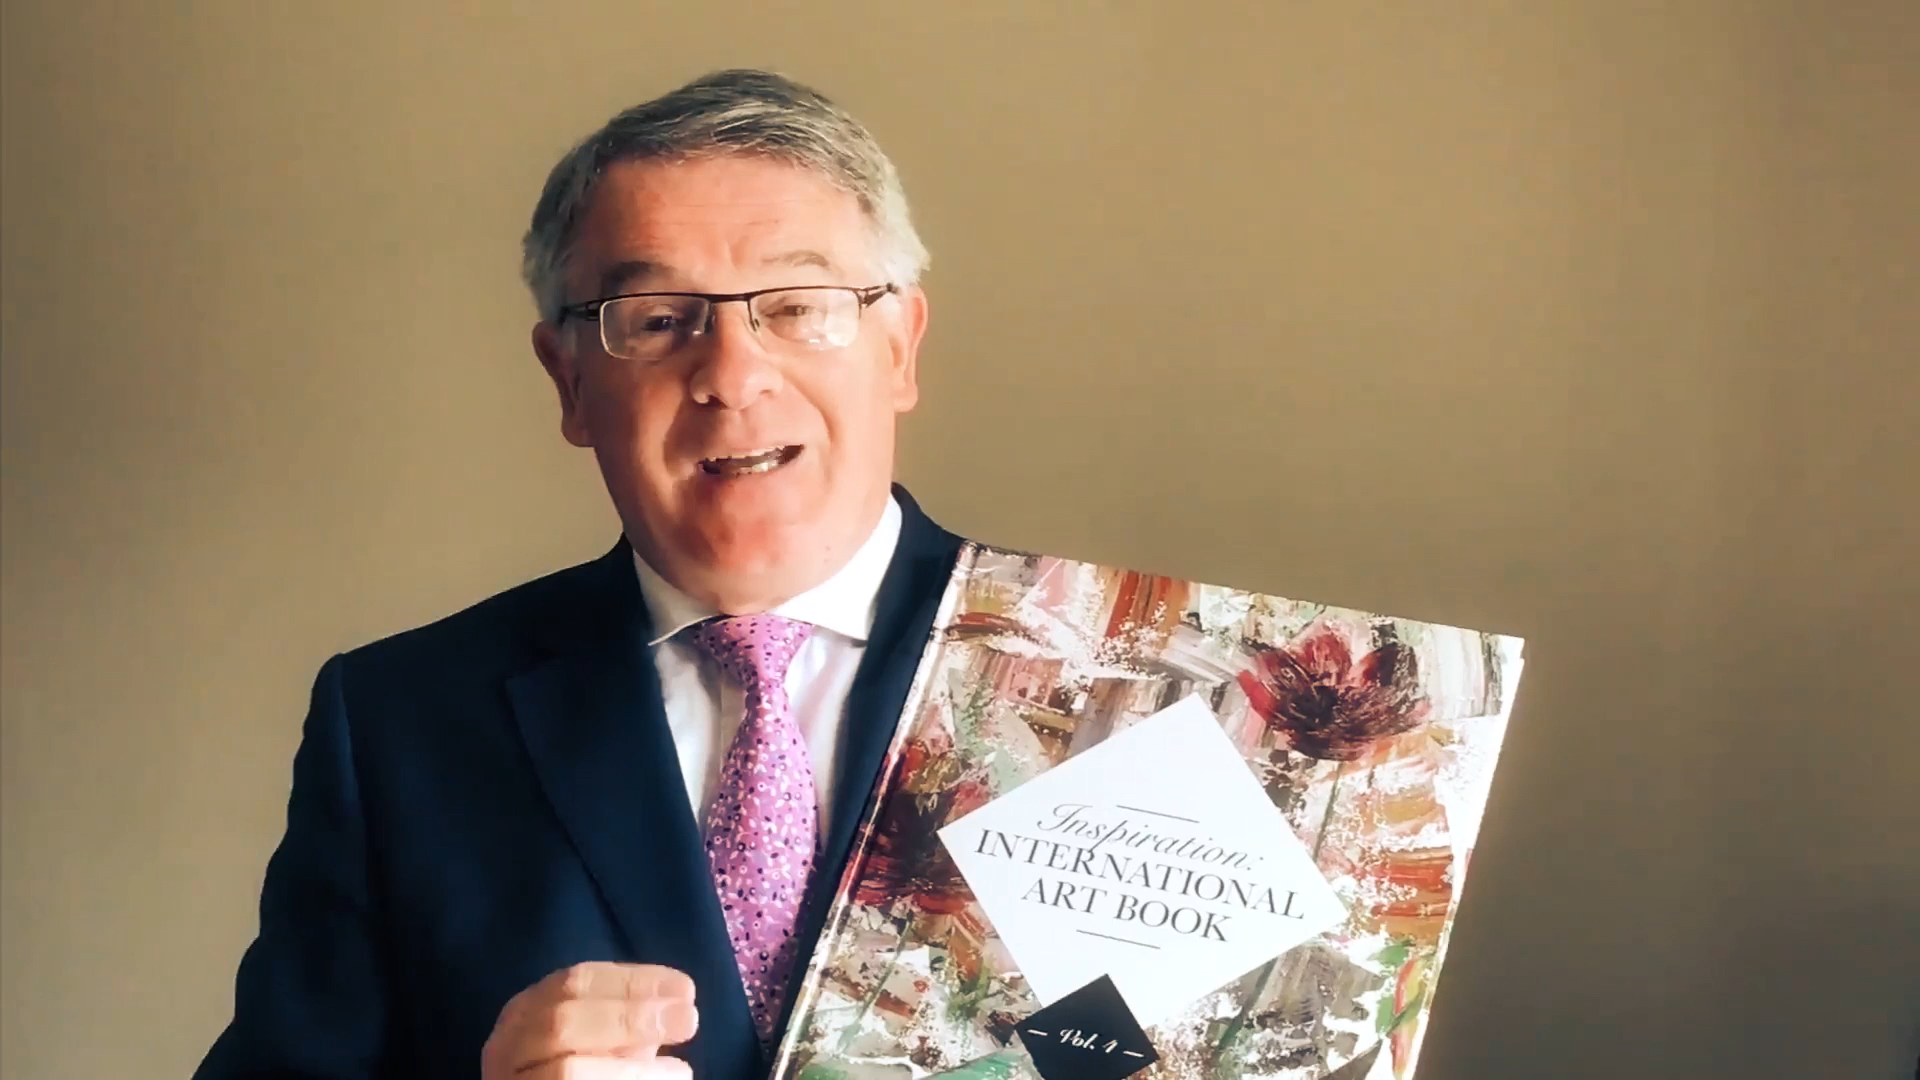 Inspiration:
INTERNATIONAL
ART BOOK
— Vol. 1 —